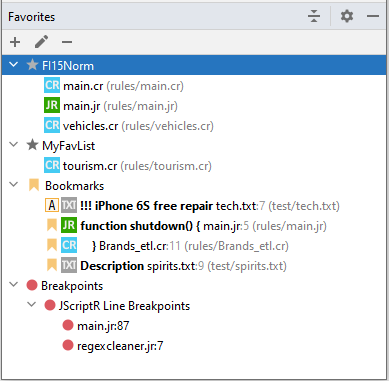 Favorites
FI15Norm
CR main.cr (rules/main.cr)
JR main.jr (rules/main.jr)
CR vehicles.cr (rules/vehicles.cr)
MyFavList
CR tourism.cr (rules/tourism.cr)
Bookmarks
A TXT !!! iPhone 6S free repair tech.txt:7 (test/tech.txt)
JR function shutdown() { main.jr:5 (rules/main.jr)
CR } Brands_etl.cr:11 (rules/Brands_etl.cr)
TXT Description spirits.txt:9 (test/spirits.txt)
Breakpoints
JScriptR Line Breakpoints
main.jr:87
regexcleaner.jr:7